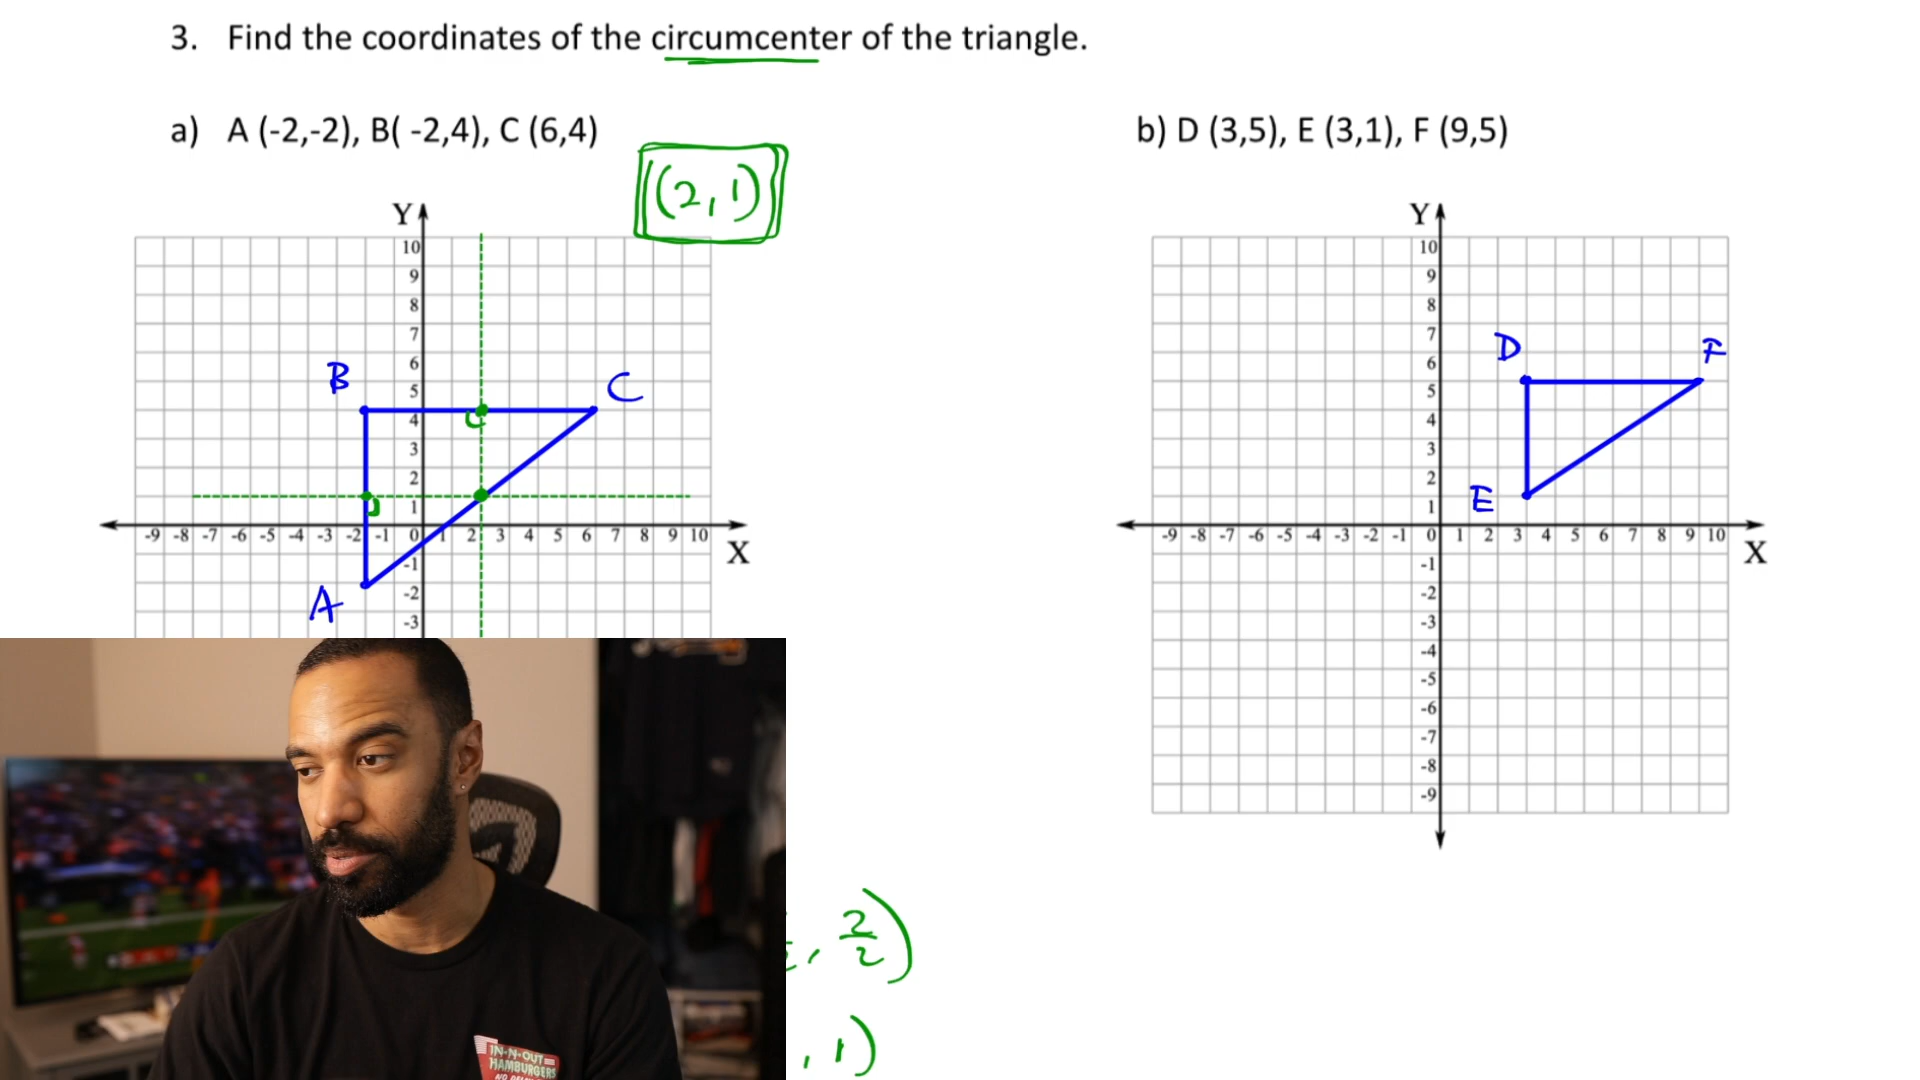 3. Find the coordinates of the circumcenter of the triangle.
a) A (-2,-2), B( -2,4), C (6,4)
(2,1)
b) D (3,5), E (3,1), F (9,5)
Y
10
9
8
7
6
5
4
3
2
1
-9 -8 -7 -6 -5 -4 -3 -2 -1 0 1 2 3 4 5 6 7 8 9 10
X
-1
-2
-3
B
C
A
Y
10
9
8
7
6
5
4
3
2
1
-9 -8 -7 -6 -5 -4 -3 -2 -1 0 1 2 3 4 5 6 7 8 9 10
X
-1
-2
-3
-4
-5
-6
-7
-8
-9
D
F
E
, 2/2)
, 1)
IN-N-OUT
HAMBURGERS